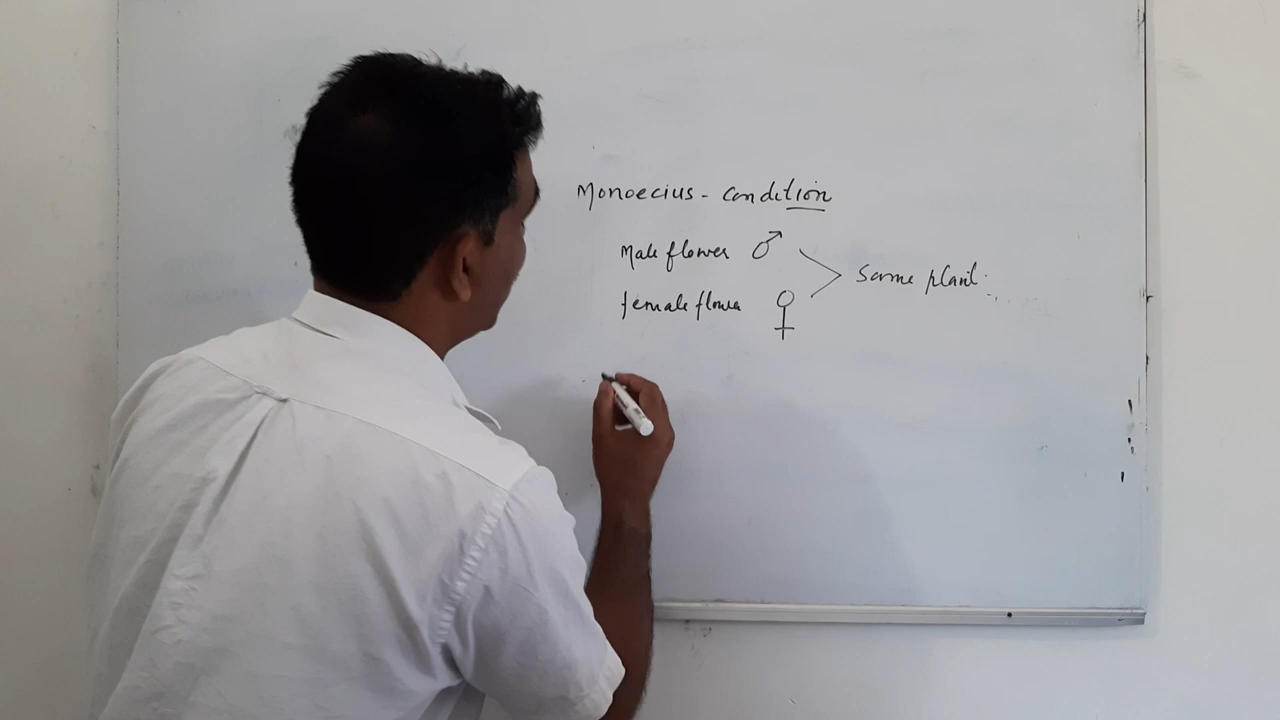 Monoecius - condition
Male flower ♂
same plant.
female flower ♀